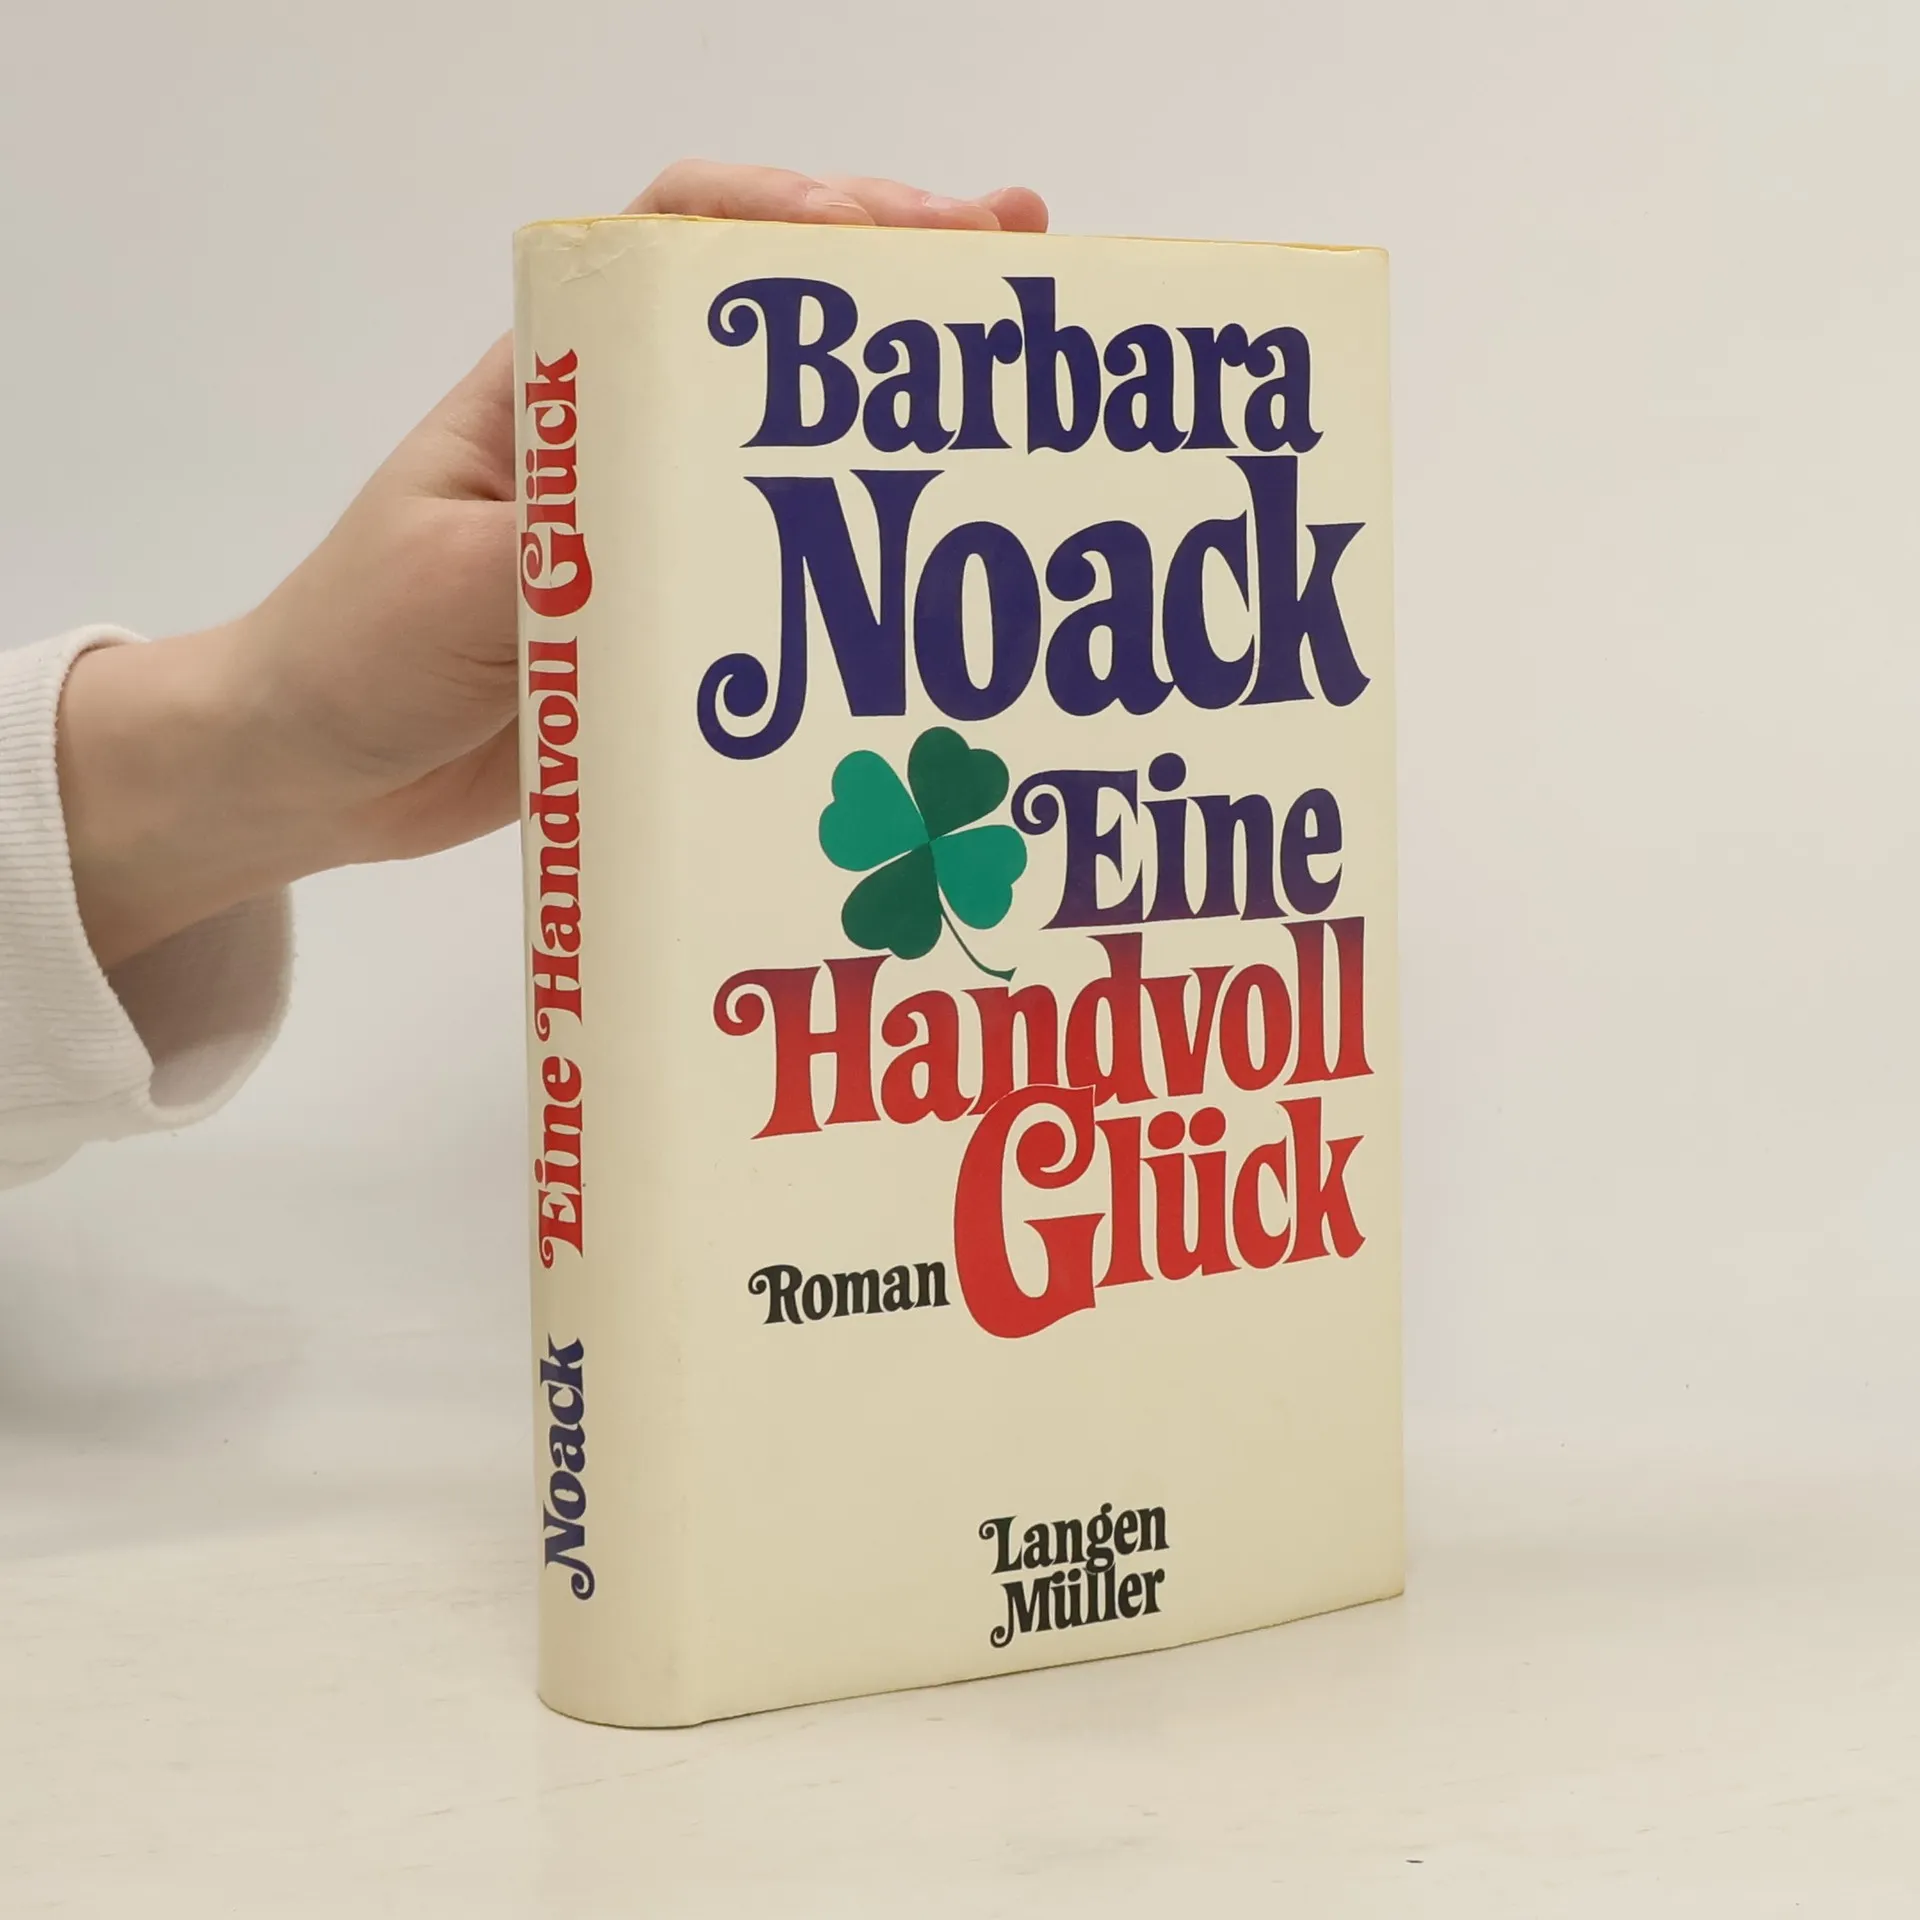 Barbara
Noack
Eine
Handvoll
Glück
Roman
Langen
Müller
Noack Eine Handvoll Glück